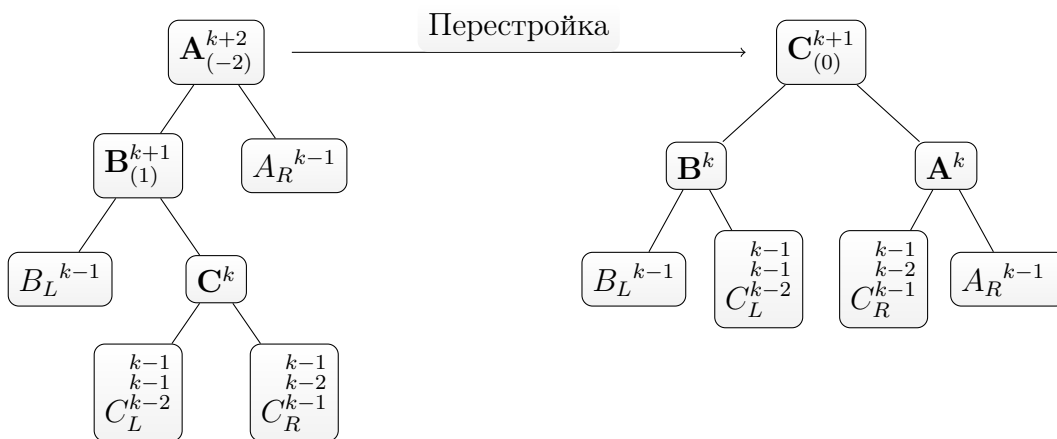 Перестройка
A^{k+2}_{(-2)} C^{k+1}_{(0)}
B^{k+1}_{(1)} A_R^{k-1} B^k A^k
B_L^{k-1} C^k B_L^{k-1} C_L^{k-1 k-1 k-2} C_R^{k-1 k-2 k-1} A_R^{k-1}
C_L^{k-1 k-1 k-2} C_R^{k-1 k-2 k-1}